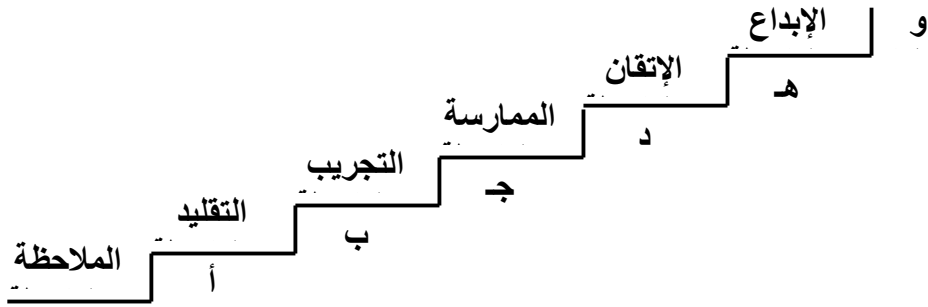 الإبداع
و
الإتقان
هـ
الممارسة
د
التجريب
جـ
التقليد
ب
الملاحظة
أ